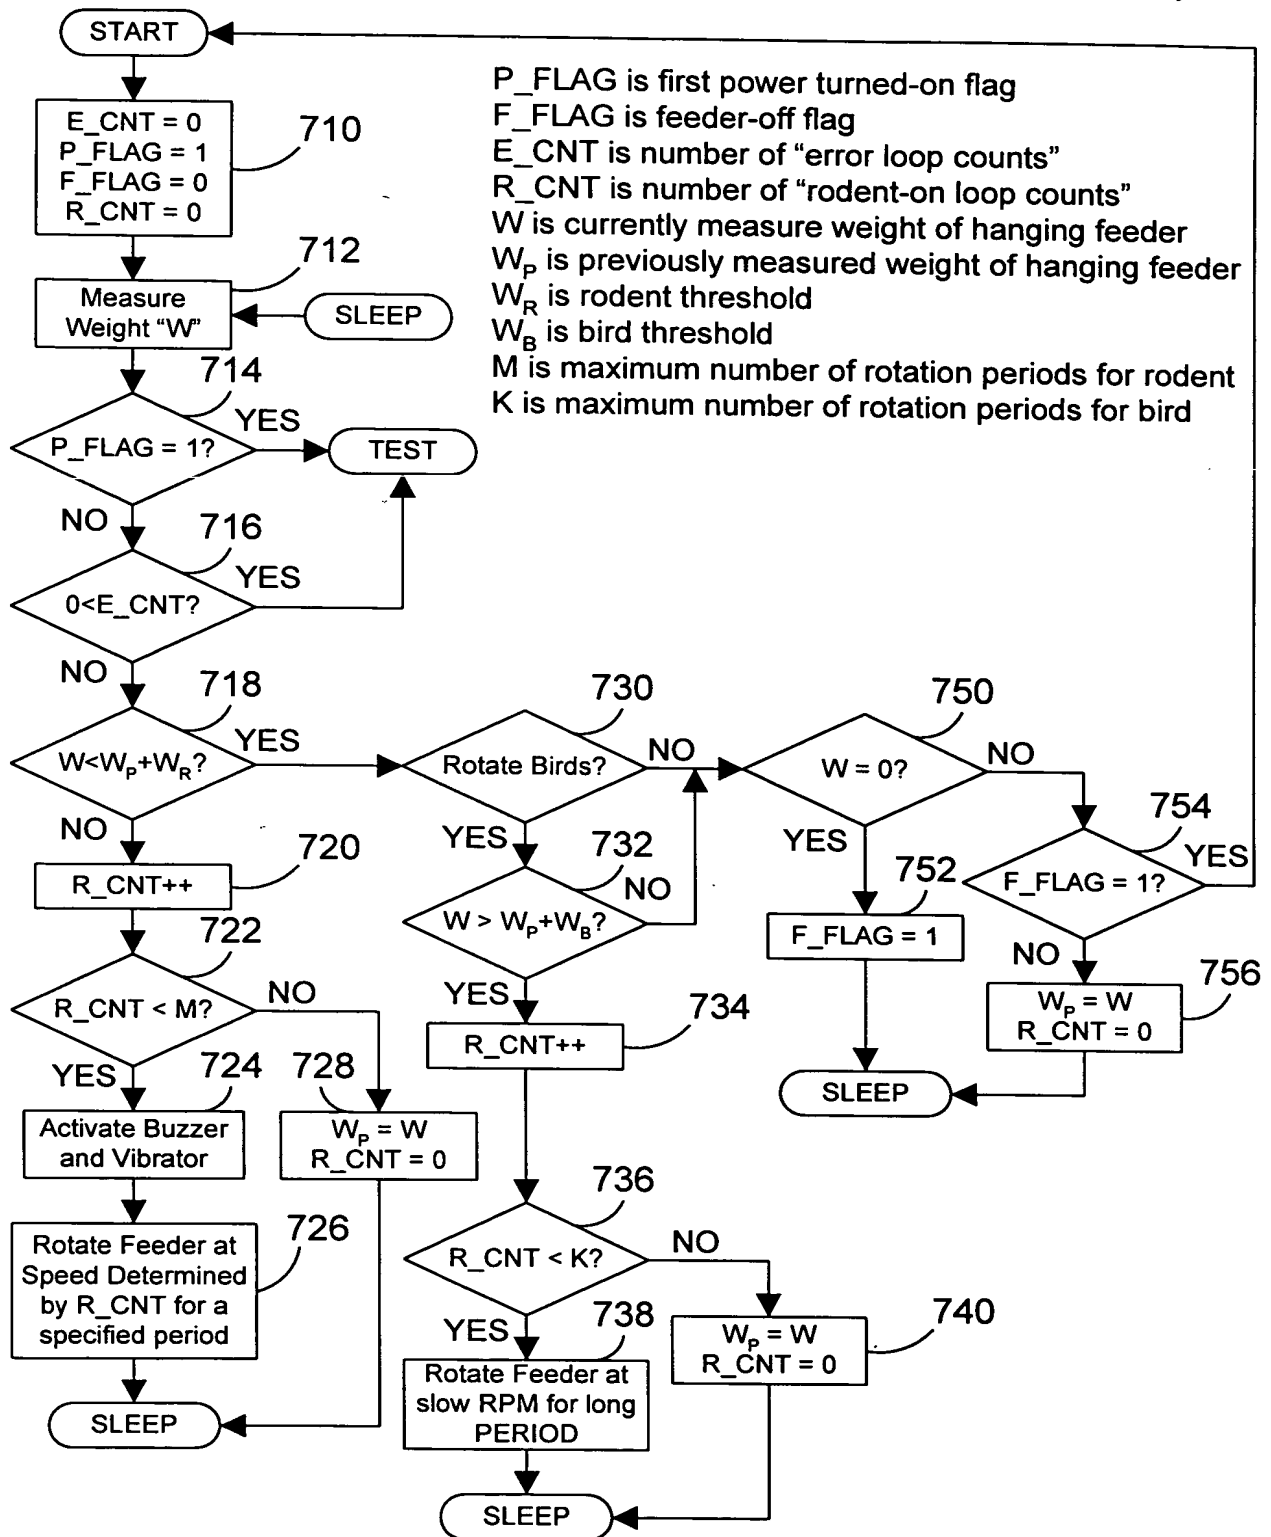 START
E_CNT = 0
P_FLAG = 1
F_FLAG = 0
R_CNT = 0
710
P_FLAG is first power turned-on flag
F_FLAG is feeder-off flag
E_CNT is number of “error loop counts”
R_CNT is number of “rodent-on loop counts”
W is currently measure weight of hanging feeder
W_P is previously measured weight of hanging feeder
W_R is rodent threshold
W_B is bird threshold
M is maximum number of rotation periods for rodent
K is maximum number of rotation periods for bird
712
Measure
Weight “W”
SLEEP
714
P_FLAG = 1?
YES
TEST
NO
716
0<E_CNT?
YES
NO
718
W<W_P+W_R?
YES
NO
720
R_CNT++
722
R_CNT < M?
NO
YES
724
Activate Buzzer
and Vibrator
728
W_P = W
R_CNT = 0
726
Rotate Feeder at
Speed Determined
by R_CNT for a
specified period
SLEEP
730
Rotate Birds?
NO
YES
732
W > W_P+W_B?
NO
YES
734
R_CNT++
736
R_CNT < K?
NO
YES
738
Rotate Feeder at
slow RPM for long
PERIOD
740
W_P = W
R_CNT = 0
SLEEP
750
W = 0?
NO
YES
752
F_FLAG = 1
754
F_FLAG = 1?
YES
NO
756
W_P = W
R_CNT = 0
SLEEP